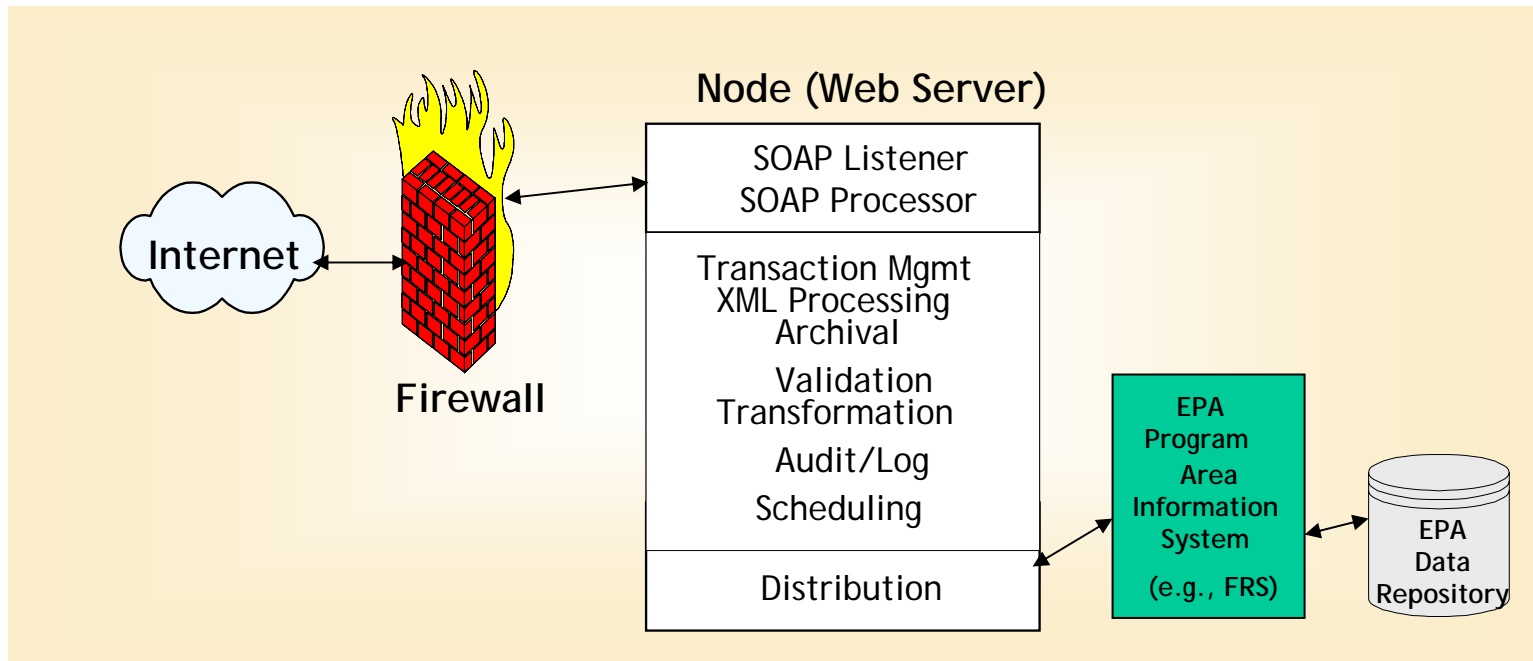 Node (Web Server)
SOAP Listener
SOAP Processor
Internet
Transaction Mgmt
XML Processing
Archival
Validation
Transformation
Audit/Log
Scheduling
Distribution
Firewall
EPA
Program
Area
Information
System
(e.g., FRS)
EPA
Data
Repository